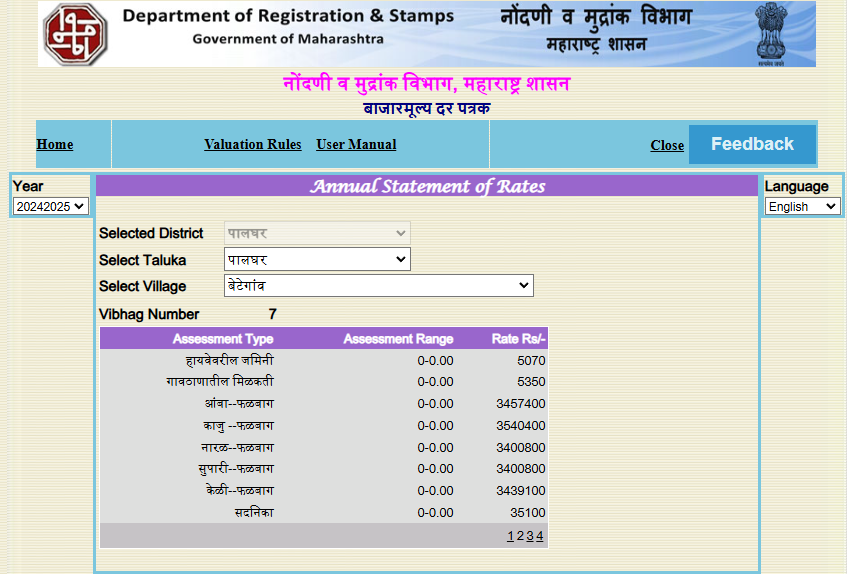 Department of Registration & Stamps
Government of Maharashtra
नोंदणी व मुद्रांक विभाग
महाराष्ट्र शासन
नोंदणी व मुद्रांक विभाग, महाराष्ट्र शासन
बाजारमूल्य दर पत्रक
Home Valuation Rules User Manual Close Feedback
Year Annual Statement of Rates Language
20242025 English
Selected District पालघर
Select Taluka पालघर
Select Village बेटेगांव
Vibhag Number 7
Assessment Type Assessment Range Rate Rs/-
हायवेवरील जमिनी 0-0.00 5070
गावठाणातील मिळकती 0-0.00 5350
आंबा--फळबाग 0-0.00 3457400
काजु --फळबाग 0-0.00 3540400
नारळ--फळबाग 0-0.00 3400800
सुपारी--फळबाग 0-0.00 3400800
केळी--फळबाग 0-0.00 3439100
सदनिका 0-0.00 35100
1 2 3 4